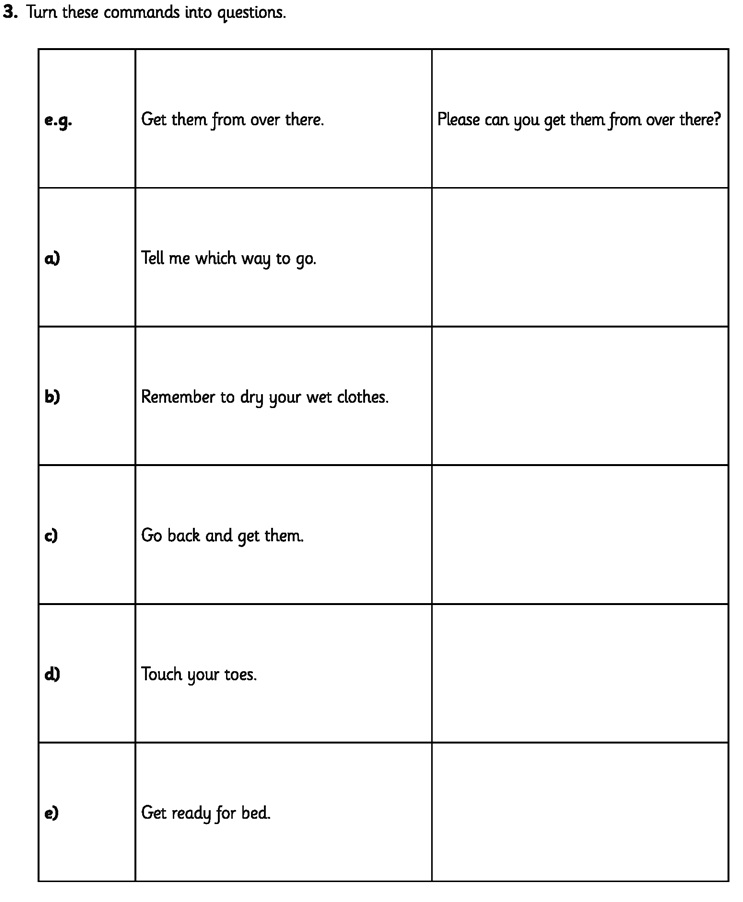 3. Turn these commands into questions.
e.g. Get them from over there. Please can you get them from over there?
a) Tell me which way to go.
b) Remember to dry your wet clothes.
c) Go back and get them.
d) Touch your toes.
e) Get ready for bed.